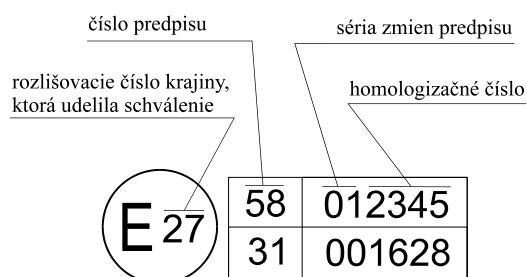 číslo predpisu
séria zmien predpisu
rozlišovacie číslo krajiny,
ktorá udelila schválenie
homologizačné číslo
E 27
58 012345
31 001628